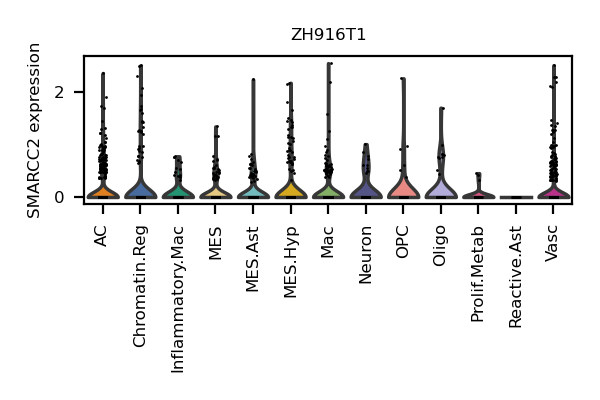 ZH916T1
SMARCC2 expression
2
0
AC
Chromatin.Reg
Inflammatory.Mac
MES
MES.Ast
MES.Hyp
Mac
Neuron
OPC
Oligo
Prolif.Metab
Reactive.Ast
Vasc